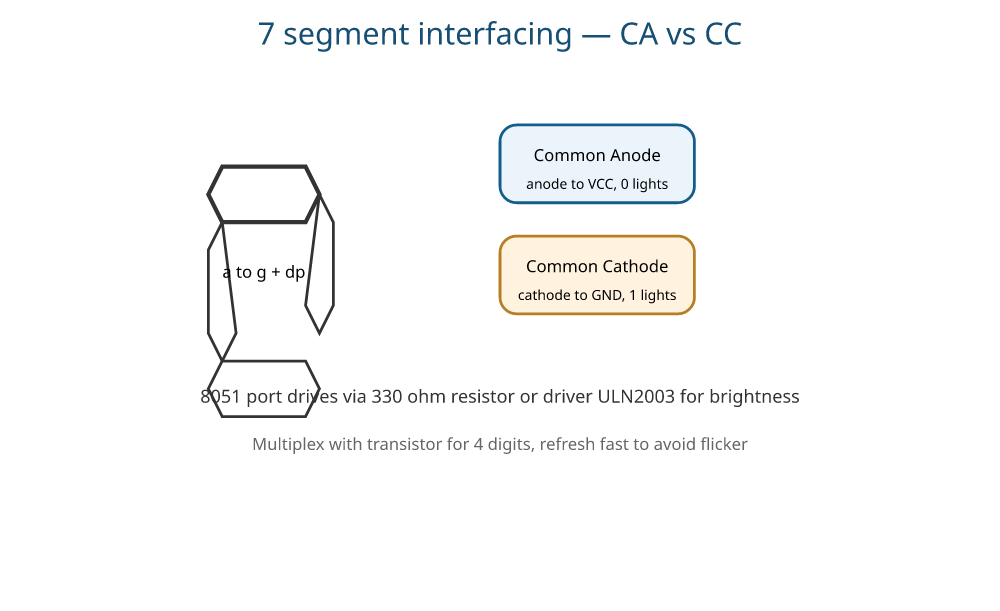 7 segment interfacing — CA vs CC
Common Anode
anode to VCC, 0 lights
a to g + dp
Common Cathode
cathode to GND, 1 lights
8051 port drives via 330 ohm resistor or driver ULN2003 for brightness
Multiplex with transistor for 4 digits, refresh fast to avoid flicker